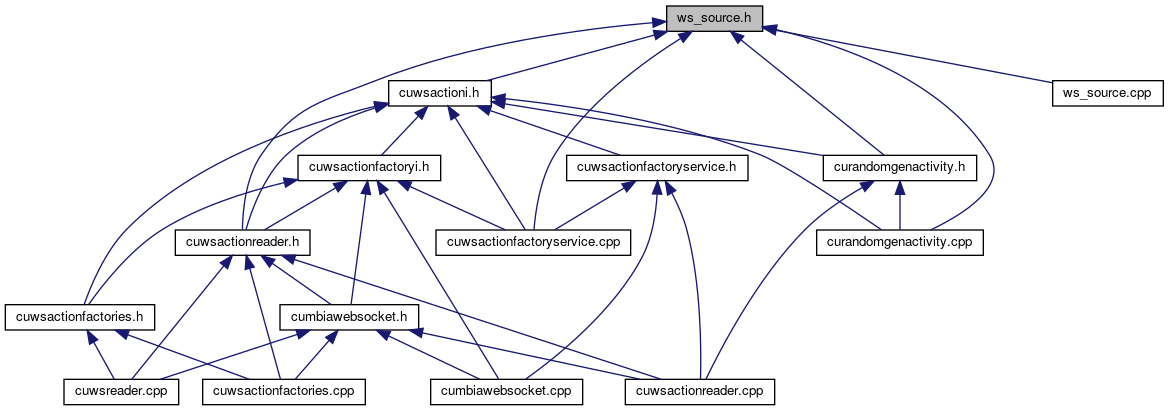 ws_source.h
cuwsactioni.h
ws_source.cpp
cuwsactionfactoryi.h
cuwsactionfactoryservice.h
curandomgenactivity.h
cuwsactionreader.h
cuwsactionfactoryservice.cpp
curandomgenactivity.cpp
cuwsactionfactories.h
cumbiawebsocket.h
cuwsreader.cpp
cuwsactionfactories.cpp
cumbiawebsocket.cpp
cuwsactionreader.cpp